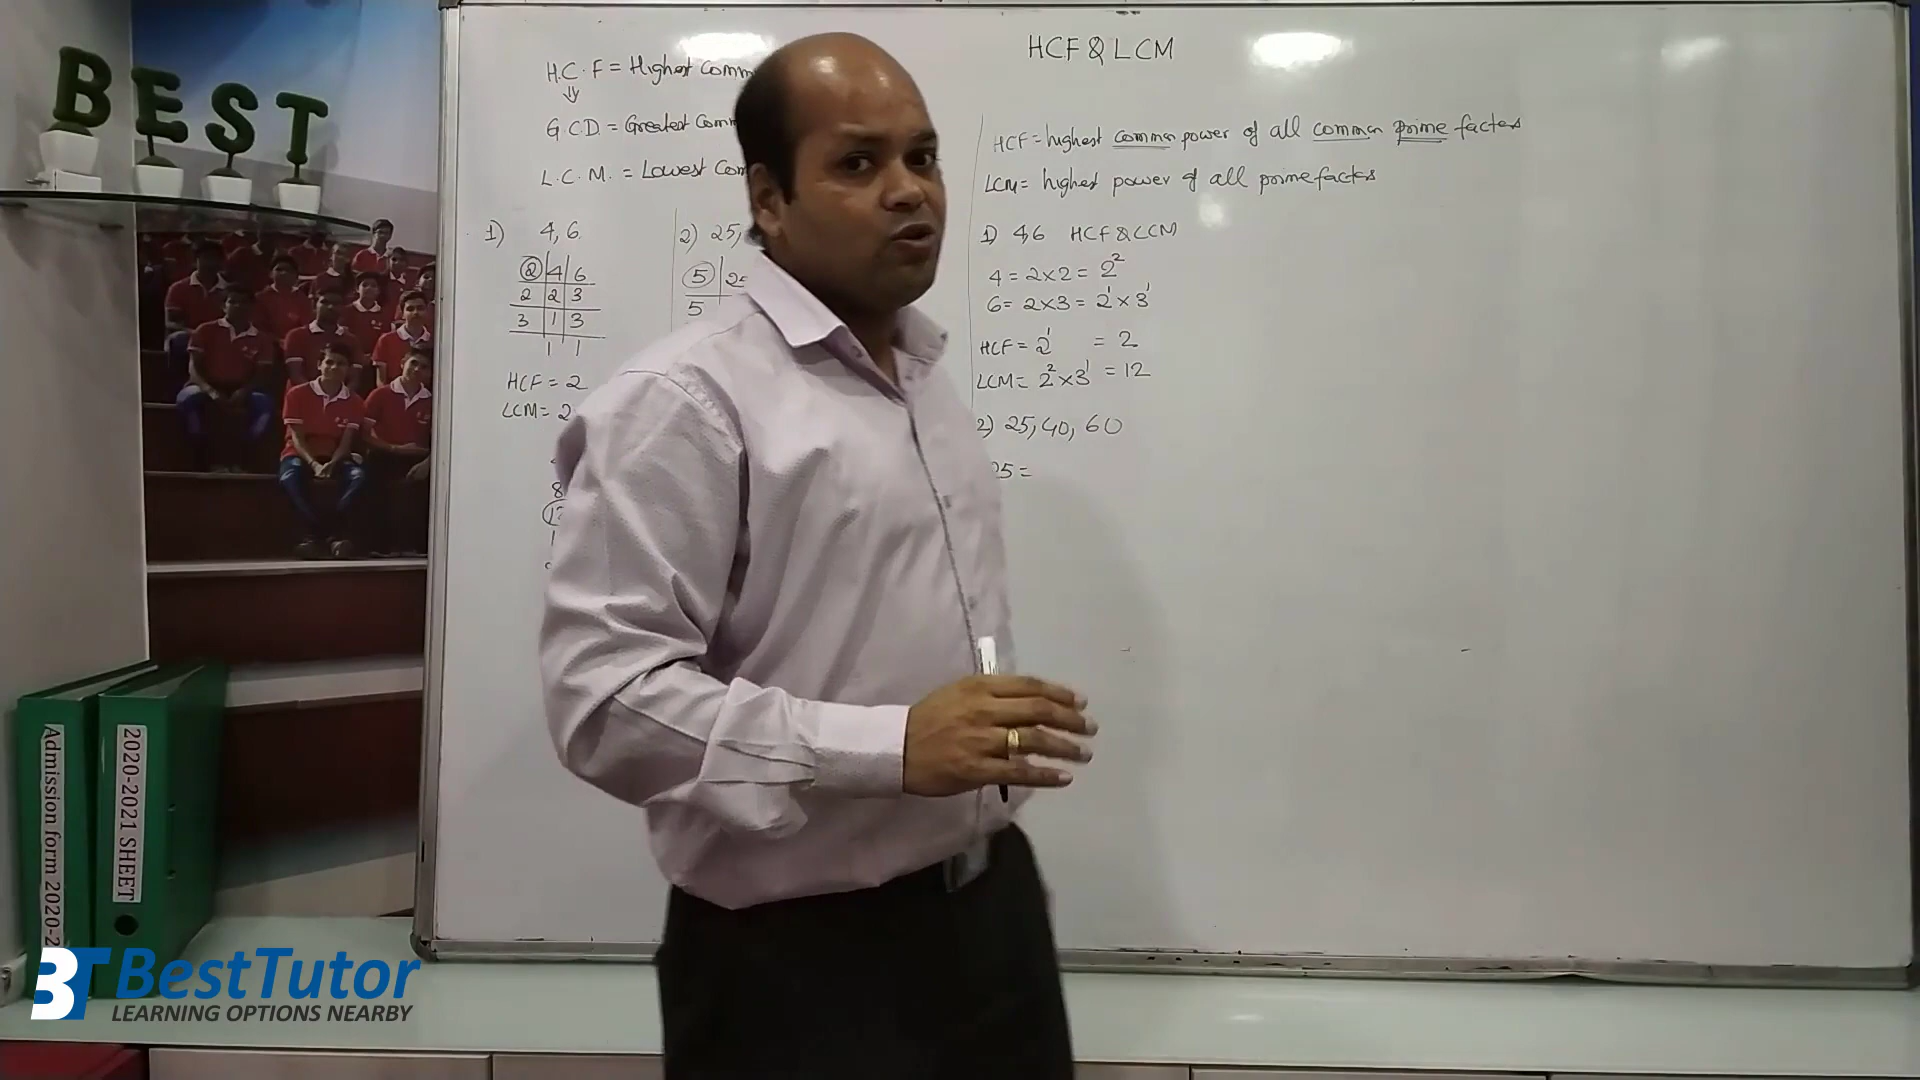 BEST
H.C.F = Highest Comm
G.C.D. = Greatest Comm
L.C.M. = Lowest Com
1) 4, 6
2 4 6
2 2 3
3 1 3
1 1
HCF = 2
LCM = 2
8
2) 25,
5
5
HCF & LCM
HCF = highest common power of all common prime factors
LCM = highest power of all prime factors
1) 4,6 HCF & LCM
4 = 2 × 2 = 2²
6 = 2 × 3 = 2¹ × 3¹
HCF = 2¹ = 2
LCM = 2² × 3¹ = 12
2) 25, 40, 60
25 =
Admission form 2020-2
2020-2021 SHEET
BT BestTutor
LEARNING OPTIONS NEARBY